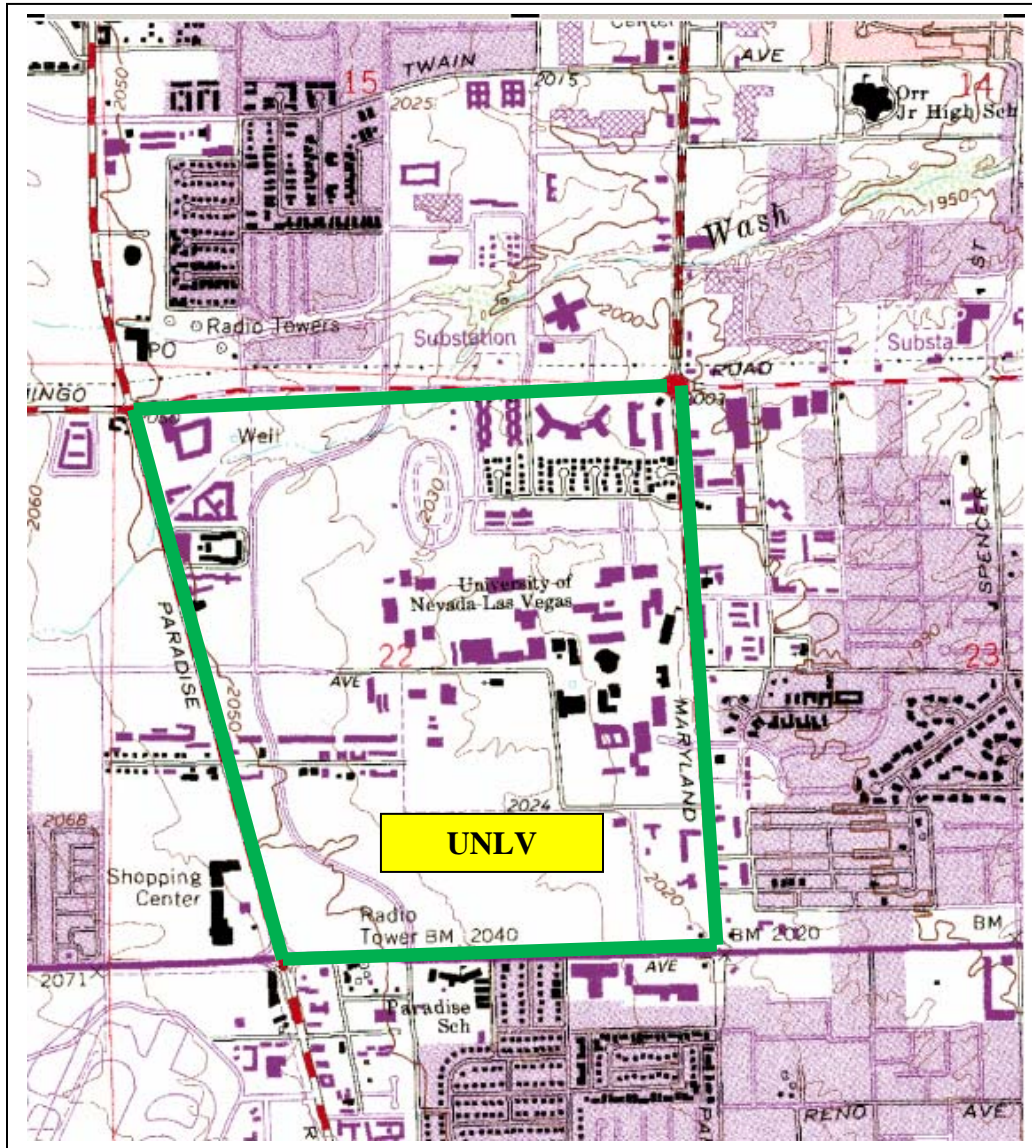 TWAIN
AVE
2050
15
2025
2015
14
Orr
Jr High Sch
Wash
1950
ST
Radio Towers
PO
Substation
2000
Substa
ROAD
INGO
Well
2060
2030
SPENCER
University of
Nevada-Las Vegas
PARADISE
22
AVE
2050
MARYLAND
23
2024
2068
UNLV
Shopping
Center
2020
Radio
Tower BM 2040
BM 2020
BM
2071
AVE
Paradise
Sch
RENO AVE